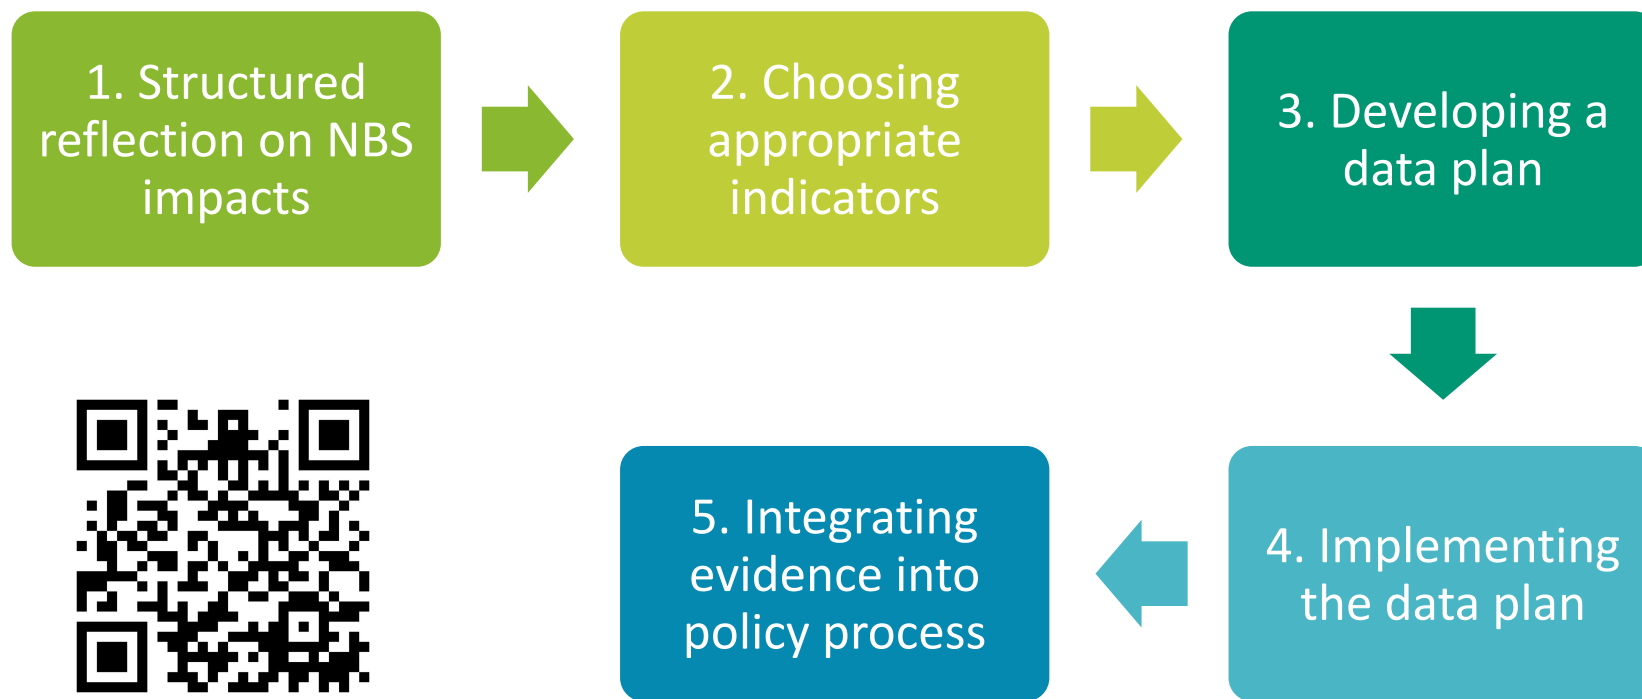 1. Structured
reflection on NBS
impacts
2. Choosing
appropriate
indicators
3. Developing a
data plan
4. Implementing
the data plan
5. Integrating
evidence into
policy process